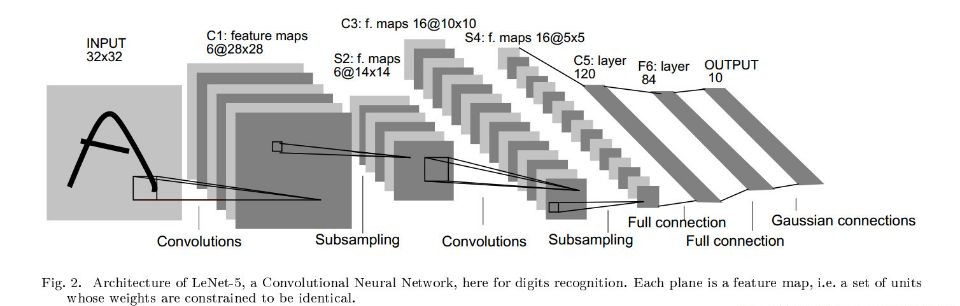 INPUT
32x32
C1: feature maps
6@28x28
S2: f. maps
6@14x14
C3: f. maps 16@10x10
S4: f. maps 16@5x5
C5: layer
120
F6: layer
84
OUTPUT
10
Convolutions
Subsampling
Convolutions
Subsampling
Full connection
Full connection
Gaussian connections
Fig. 2. Architecture of LeNet-5, a Convolutional Neural Network, here for digits recognition. Each plane is a feature map, i.e. a set of units
whose weights are constrained to be identical.